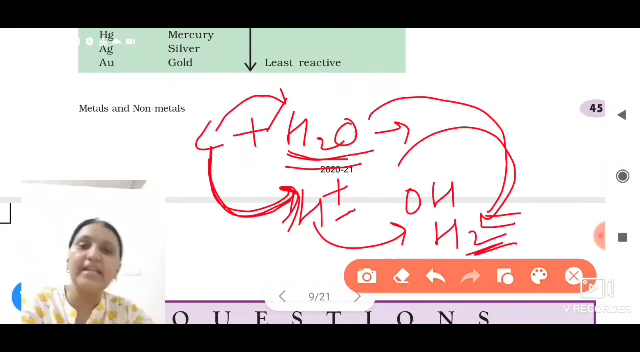 Hg Mercury
Ag Silver
Au Gold Least reactive
Metals and Non-metals 45
+ H2O →
2020-21
H+ OH
H2
9/21
V RECORDER
QUESTIONS